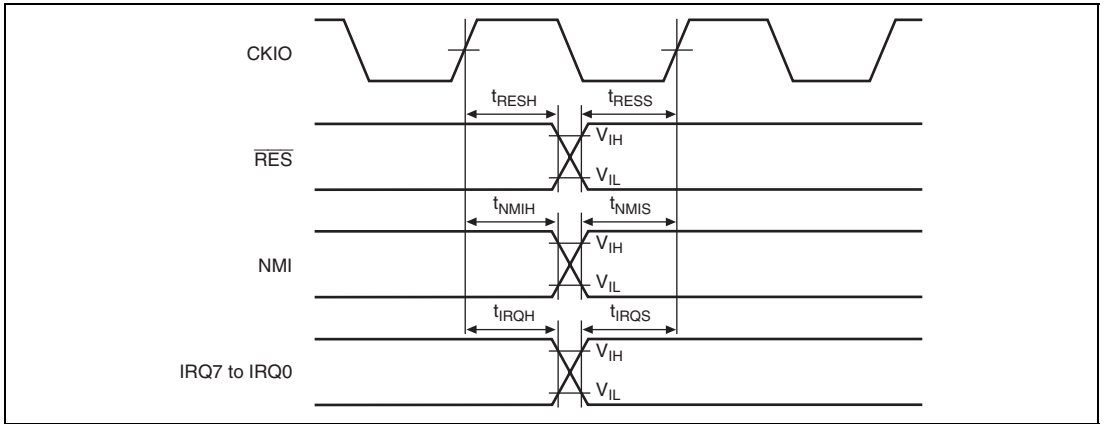 CKIO
tRESH tRESS
RES
VIH
VIL
tNMIH tNMIS
NMI
VIH
VIL
tIRQH tIRQS
IRQ7 to IRQ0
VIH
VIL